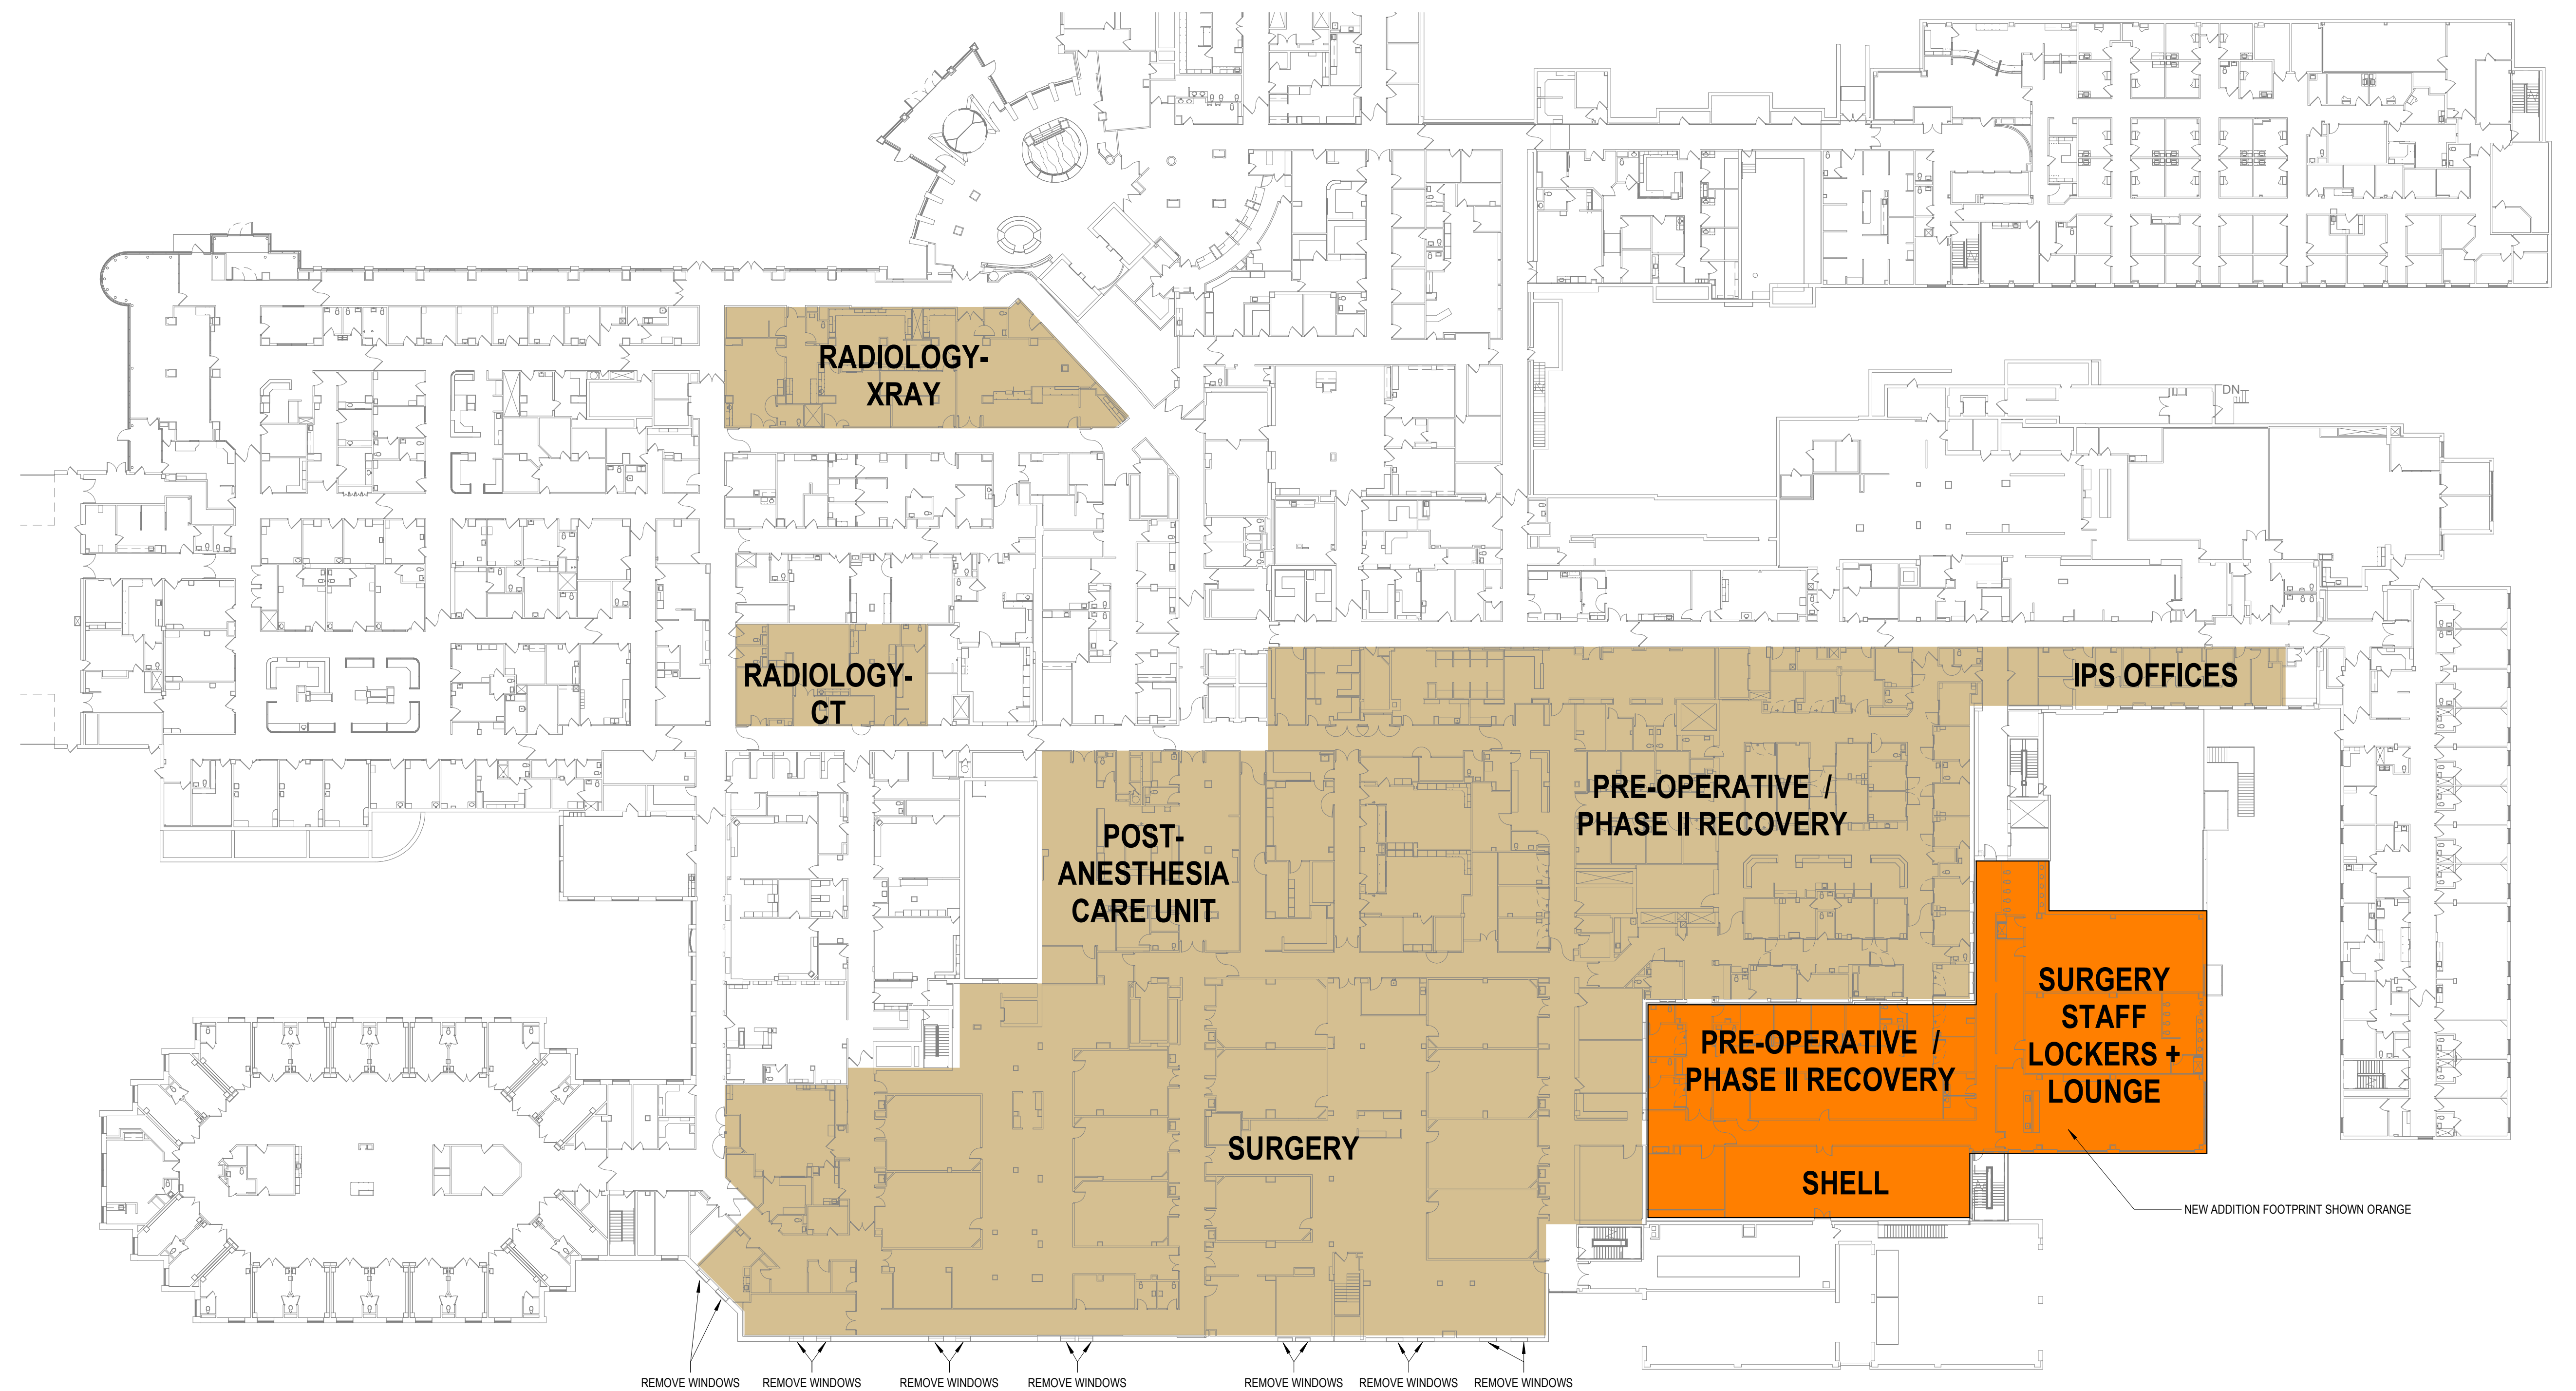 RADIOLOGY-
XRAY
DN
RADIOLOGY-
CT
IPS OFFICES
POST-
ANESTHESIA
CARE UNIT
PRE-OPERATIVE /
PHASE II RECOVERY
SURGERY
STAFF
LOCKERS +
LOUNGE
PRE-OPERATIVE /
PHASE II RECOVERY
SURGERY
SHELL
NEW ADDITION FOOTPRINT SHOWN ORANGE
REMOVE WINDOWS
REMOVE WINDOWS
REMOVE WINDOWS
REMOVE WINDOWS
REMOVE WINDOWS
REMOVE WINDOWS
REMOVE WINDOWS